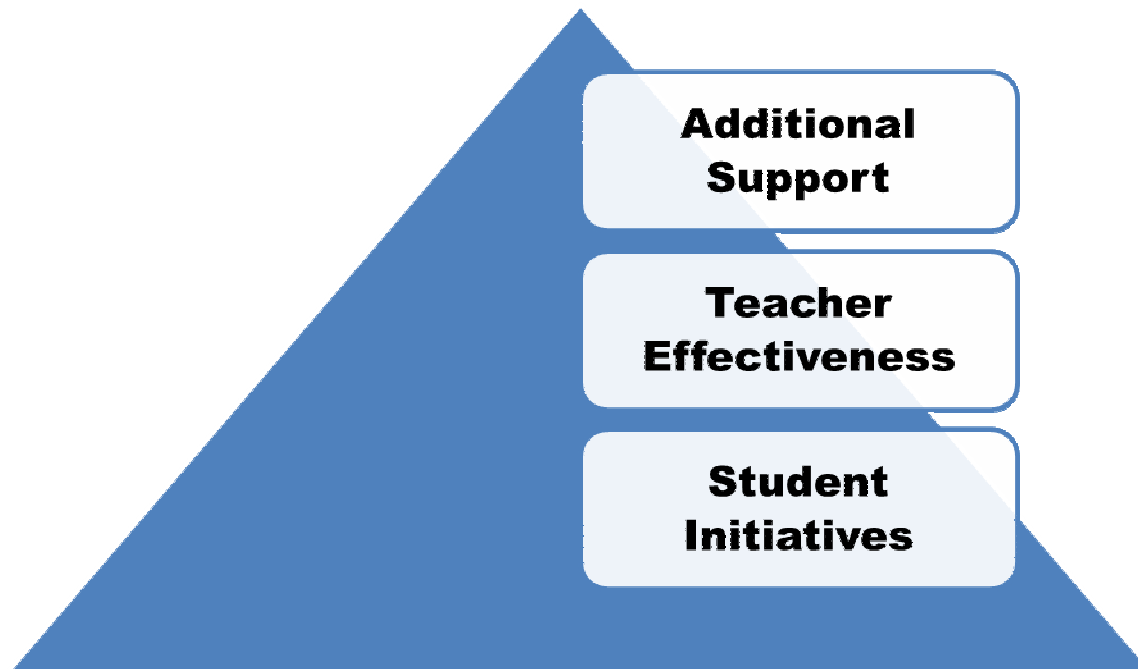 Additional
Support
Teacher
Effectiveness
Student
Initiatives